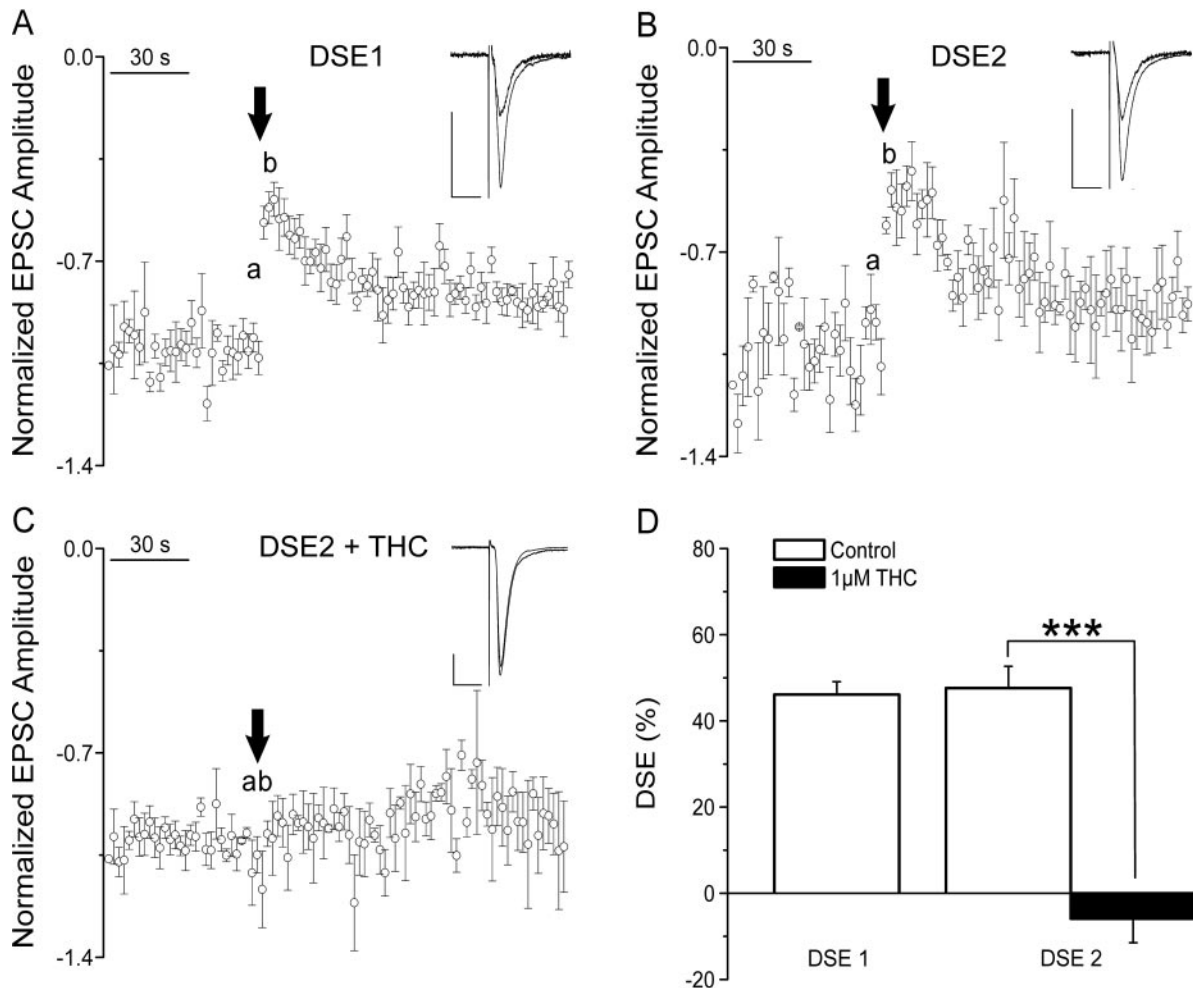 A
DSE1
30 s
0.0
-0.7
-1.4
Normalized EPSC Amplitude
a
b
B
DSE2
30 s
0.0
-0.7
-1.4
Normalized EPSC Amplitude
a
b
C
DSE2 + THC
30 s
0.0
-0.7
-1.4
Normalized EPSC Amplitude
ab
D
80
60
40
20
0
-20
DSE (%)
Control
1μM THC
***
DSE 1
DSE 2